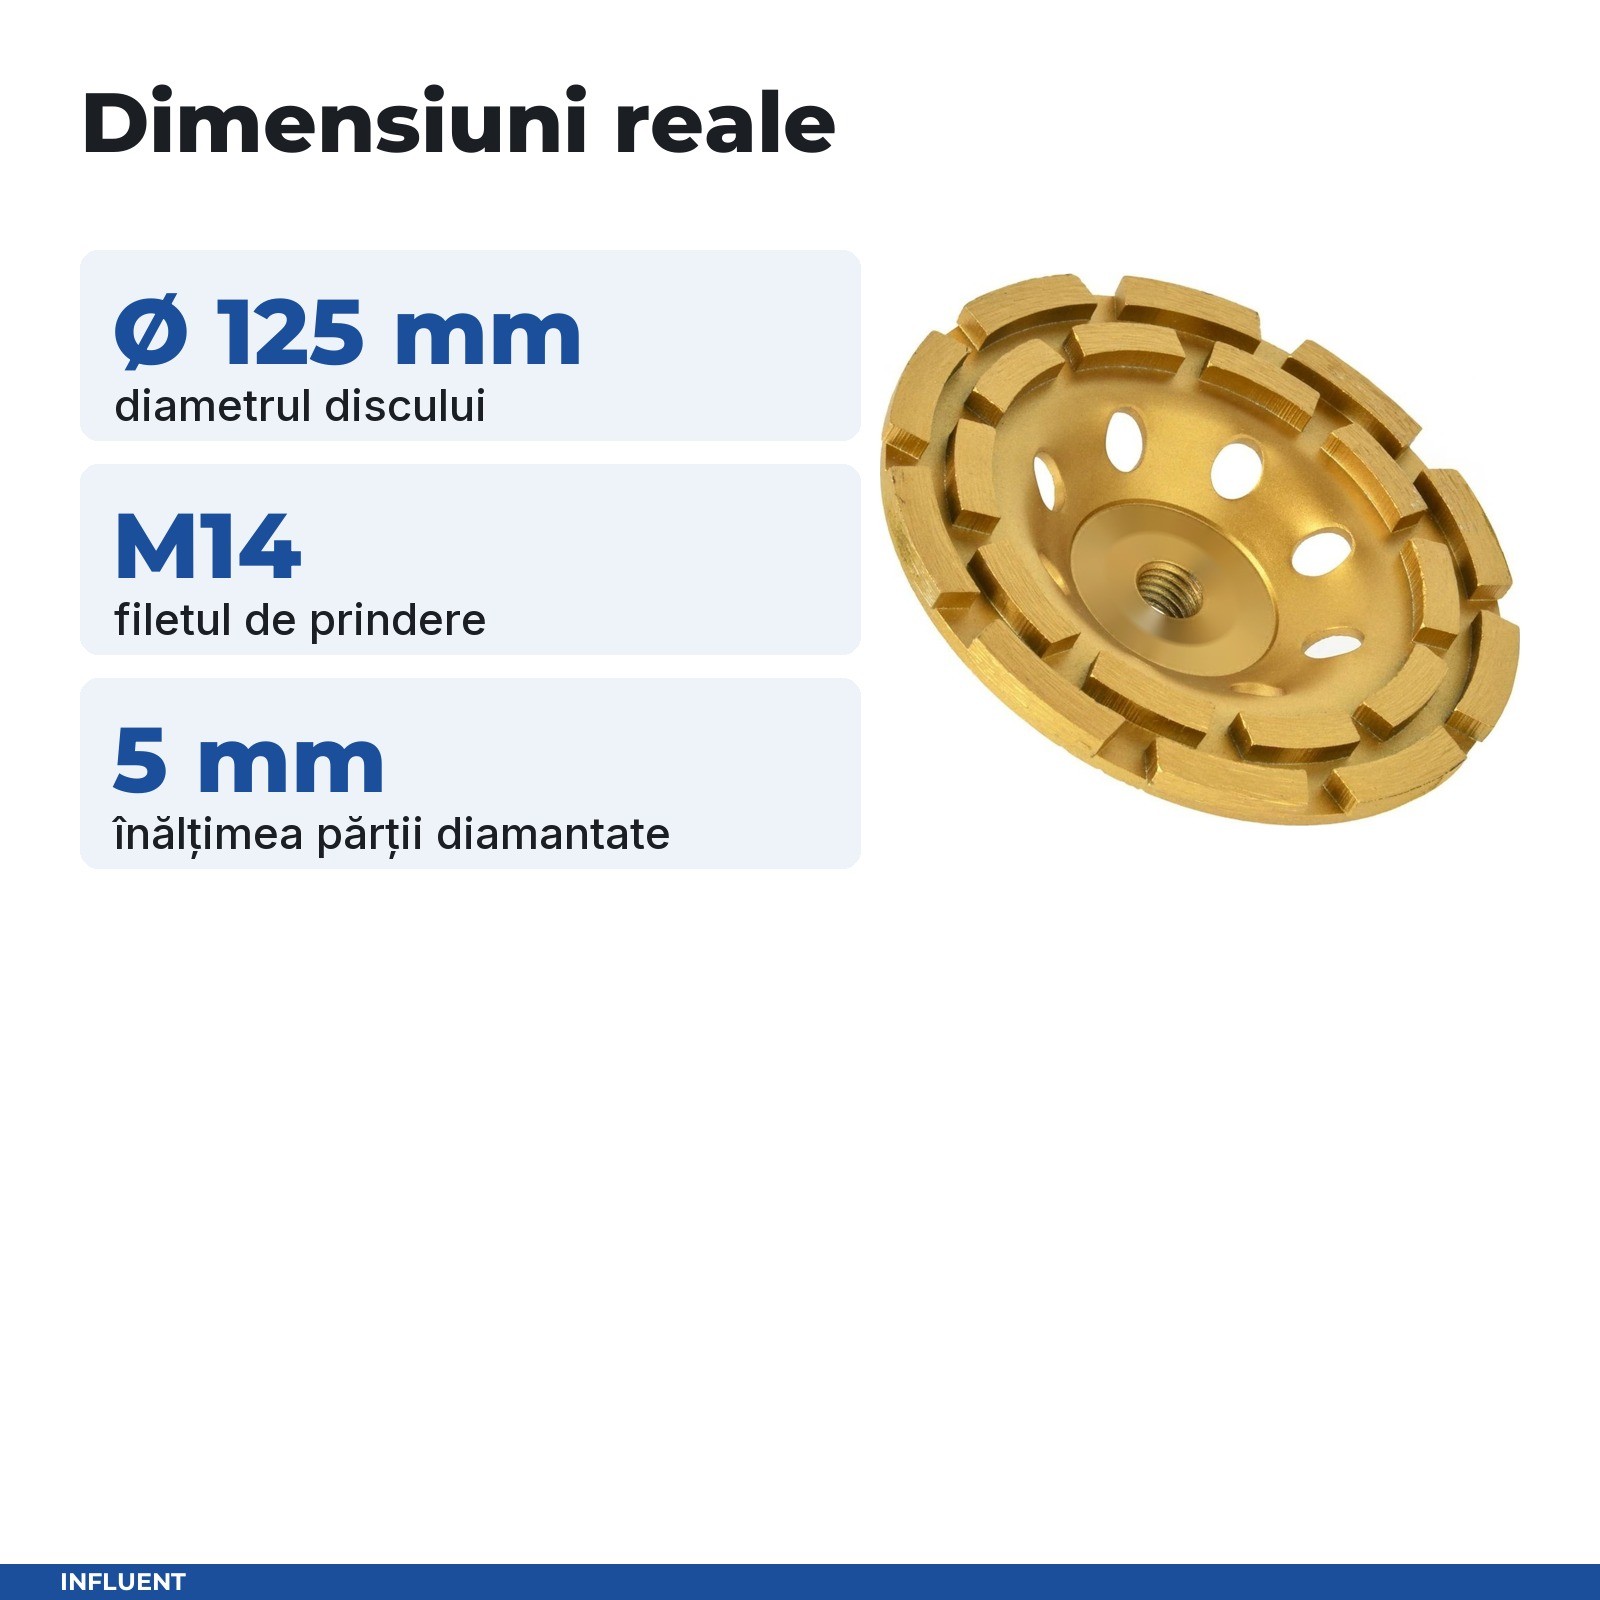 Dimensiuni reale
Ø 125 mm
diametrul discului
M14
filetul de prindere
5 mm
înălțimea părții diamantate
INFLUENT